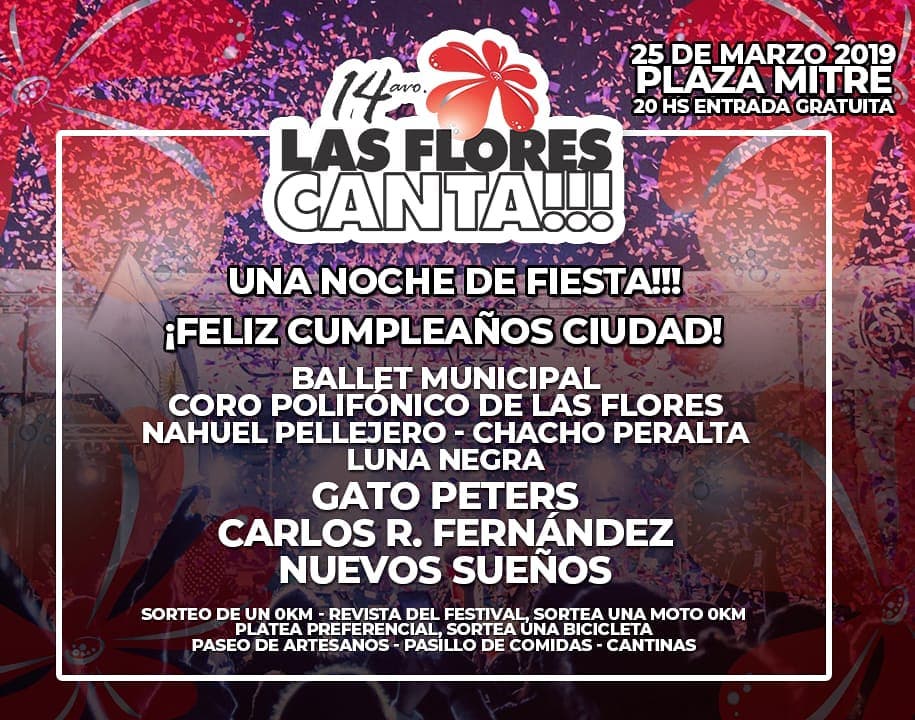 25 DE MARZO 2019
PLAZA MITRE
20 HS ENTRADA GRATUITA
14 avo.
LAS FLORES
CANTA!!!
UNA NOCHE DE FIESTA!!!
¡FELIZ CUMPLEAÑOS CIUDAD!
BALLET MUNICIPAL
CORO POLIFÓNICO DE LAS FLORES
NAHUEL PELLEJERO - CHACHO PERALTA
LUNA NEGRA
GATO PETERS
CARLOS R. FERNÁNDEZ
NUEVOS SUEÑOS
SORTEO DE UN 0KM - REVISTA DEL FESTIVAL, SORTEA UNA MOTO 0KM
PLATEA PREFERENCIAL, SORTEA UNA BICICLETA
PASEO DE ARTESANOS - PASILLO DE COMIDAS - CANTINAS